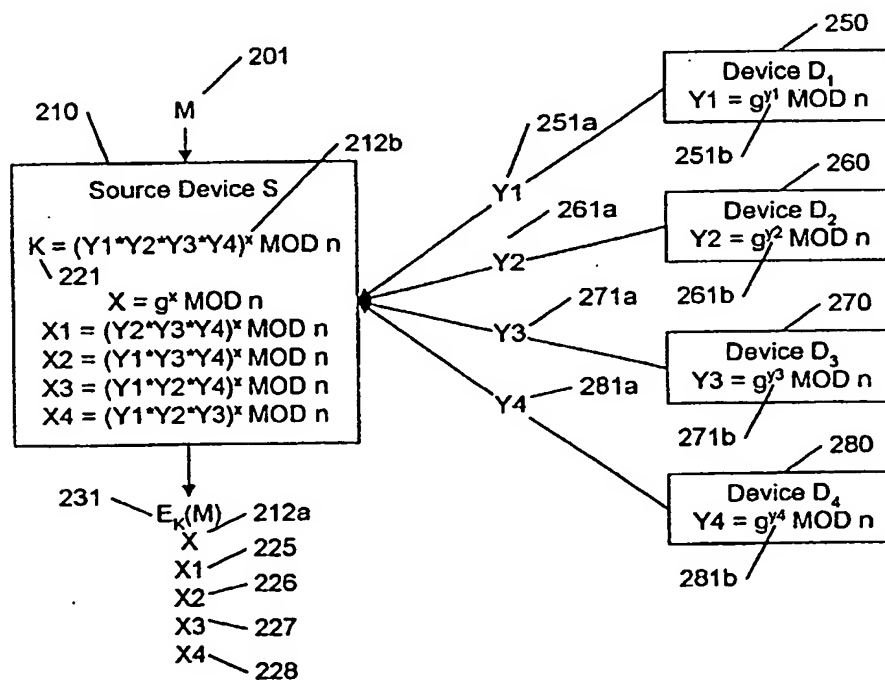 201
M
210
212b
Source Device S
K = (Y1*Y2*Y3*Y4)ˣ MOD n
221
X = gˣ MOD n
X1 = (Y2*Y3*Y4)ˣ MOD n
X2 = (Y1*Y3*Y4)ˣ MOD n
X3 = (Y1*Y2*Y4)ˣ MOD n
X4 = (Y1*Y2*Y3)ˣ MOD n
231
E_K(M)
212a
X
X1
225
X2
226
X3
227
X4
228
251a
Y1
261a
Y2
271a
Y3
281a
Y4
250
Device D₁
Y1 = g^y1 MOD n
251b
260
Device D₂
Y2 = g^y2 MOD n
261b
270
Device D₃
Y3 = g^y3 MOD n
271b
280
Device D₄
Y4 = g^y4 MOD n
281b